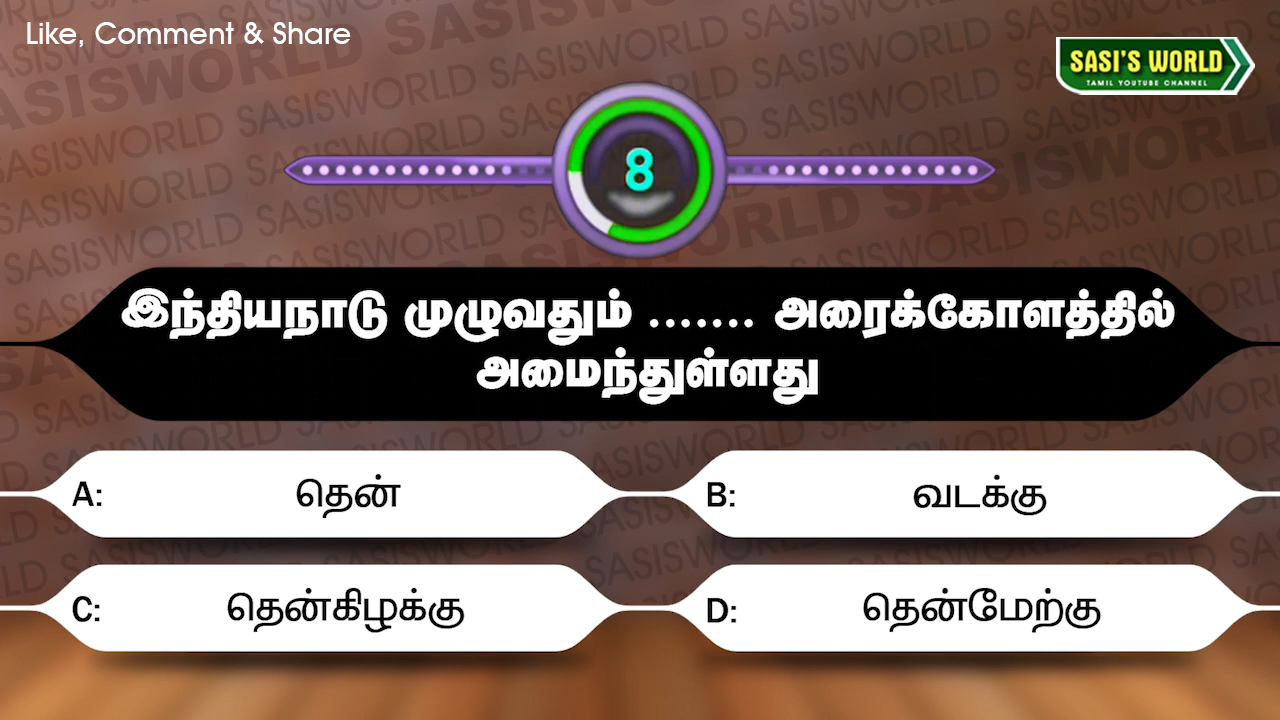 Like, Comment & Share
SASI'S WORLD
TAMIL YOUTUBE CHANNEL
8
இந்தியநாடு முழுவதும் ....... அரைக்கோளத்தில்
அமைந்துள்ளது
A: தென்
B: வடக்கு
C: தென்கிழக்கு
D: தென்மேற்கு